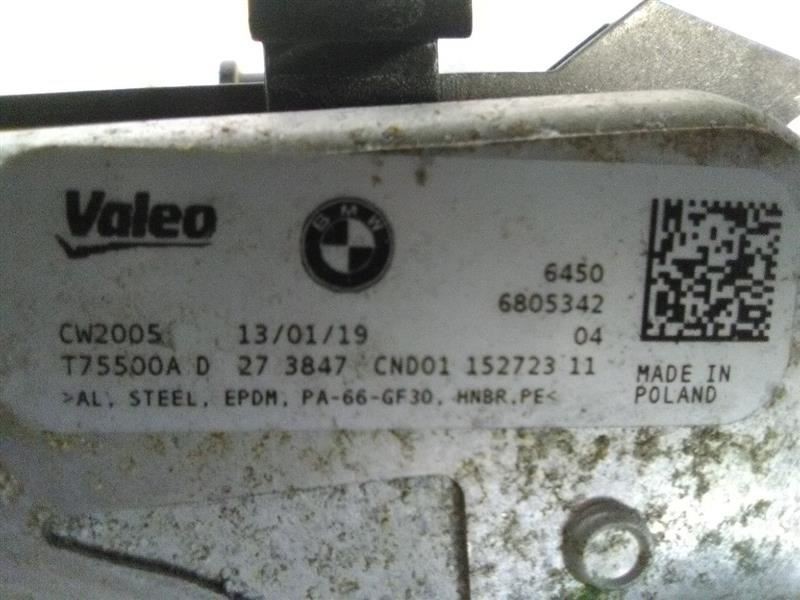 Valeo
BMW
6450
6805342
CW2005 13/01/19 04
T75500A D 27 3847 CND01 152723 11
>AL, STEEL, EPDM, PA-66-GF30, HNBR,PE<
MADE IN
POLAND